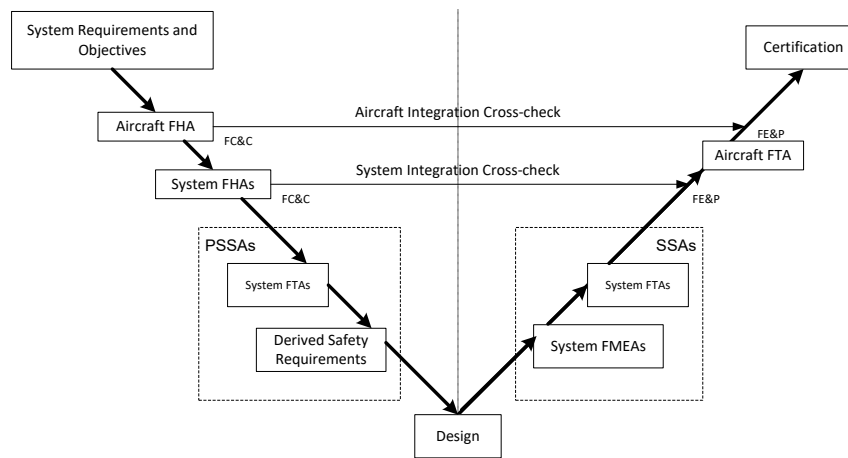 System Requirements and
Objectives
Certification
Aircraft Integration Cross-check
Aircraft FHA
FC&C
FE&P
Aircraft FTA
System Integration Cross-check
System FHAs
FC&C
FE&P
PSSAs
SSAs
System FTAs
System FTAs
Derived Safety
Requirements
System FMEAs
Design